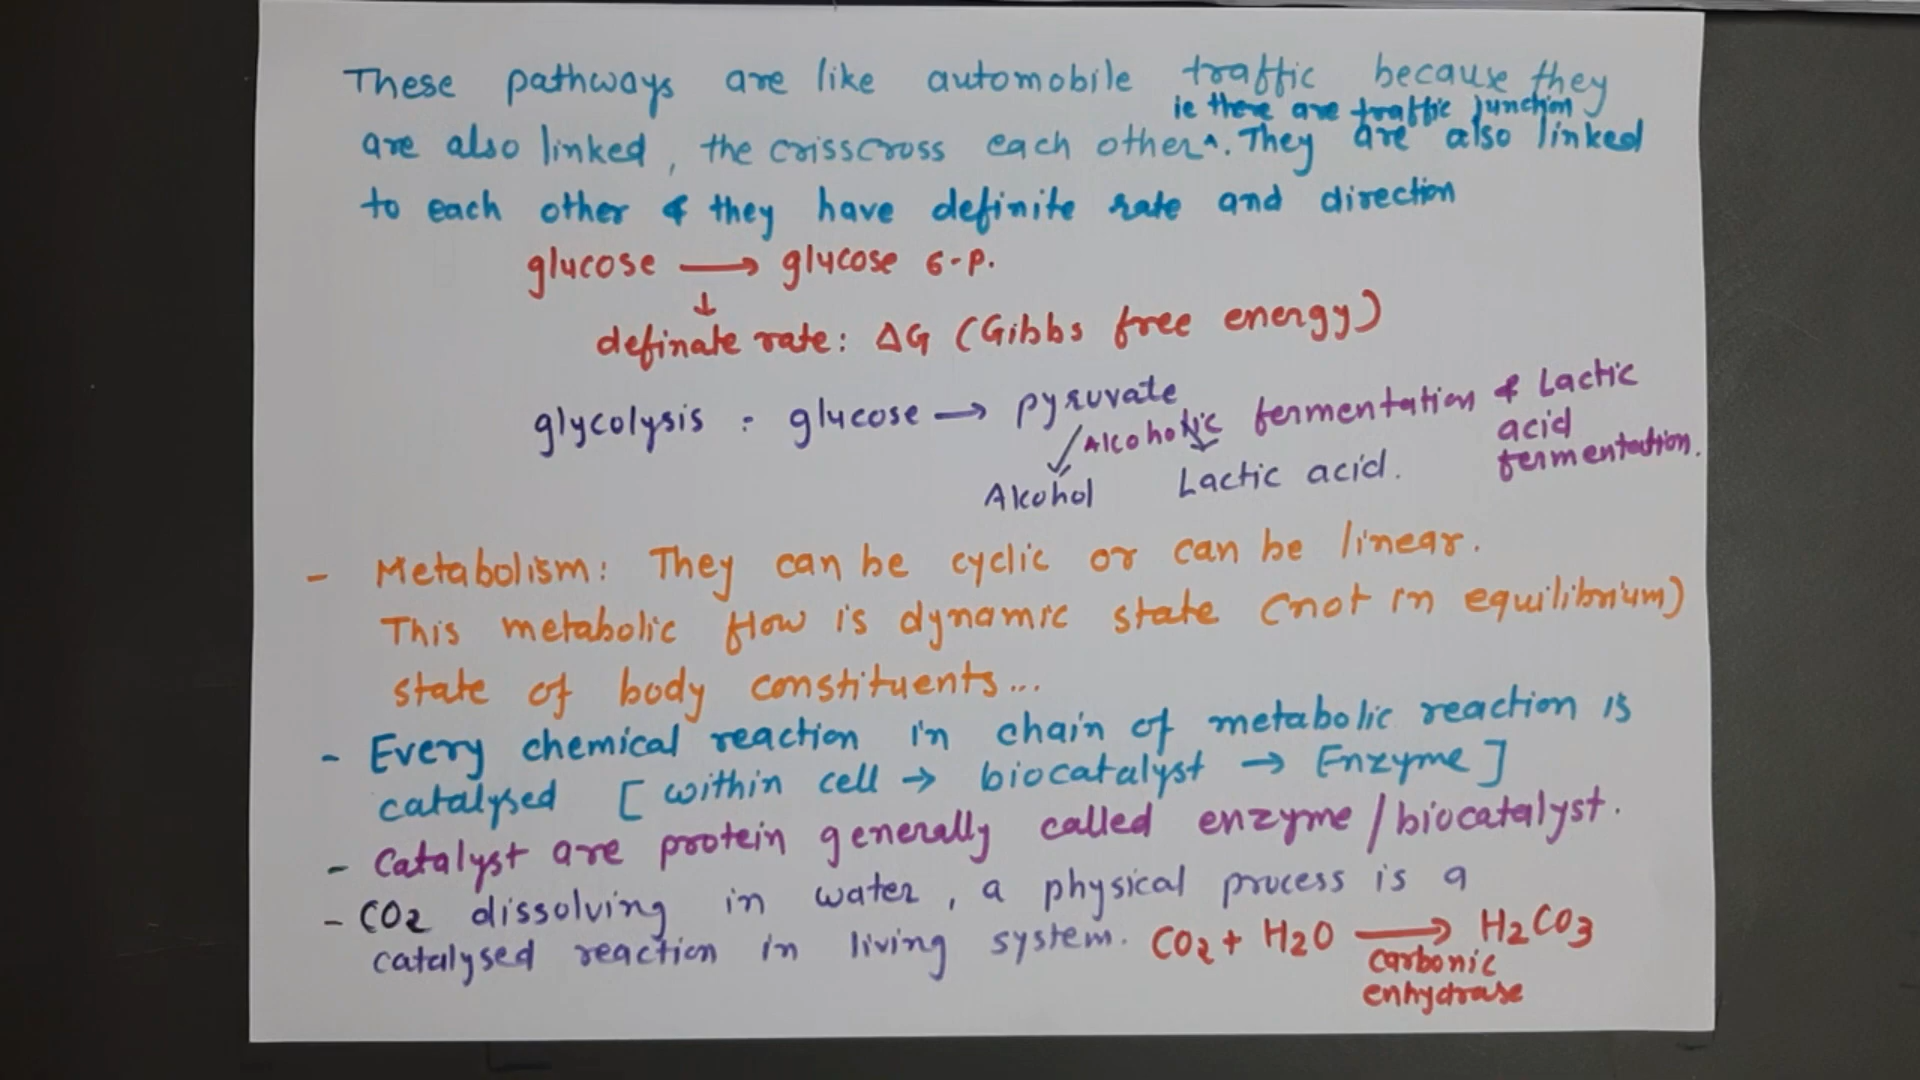 These pathways are like automobile traffic because they
ie there are traffic junction
are also linked, the crisscross each other ^. They are also linked
to each other & they have definite rate and direction
glucose → glucose 6-p.
↓
definate rate: ΔG (Gibbs free energy)
glycolysis : glucose → pyruvate
Alcoholic fermentation & Lactic
acid
fermentation.
Alcohol Lactic acid.
- Metabolism: They can be cyclic or can be linear.
This metabolic flow is dynamic state (not in equilibrium)
state of body constituents...
- Every chemical reaction in chain of metabolic reaction is
catalysed [within cell → biocatalyst → Enzyme]
- Catalyst are protein generally called enzyme/biocatalyst.
- CO2 dissolving in water, a physical process is a
catalysed reaction in living system. CO2 + H2O → H2CO3
carbonic
enhydrase